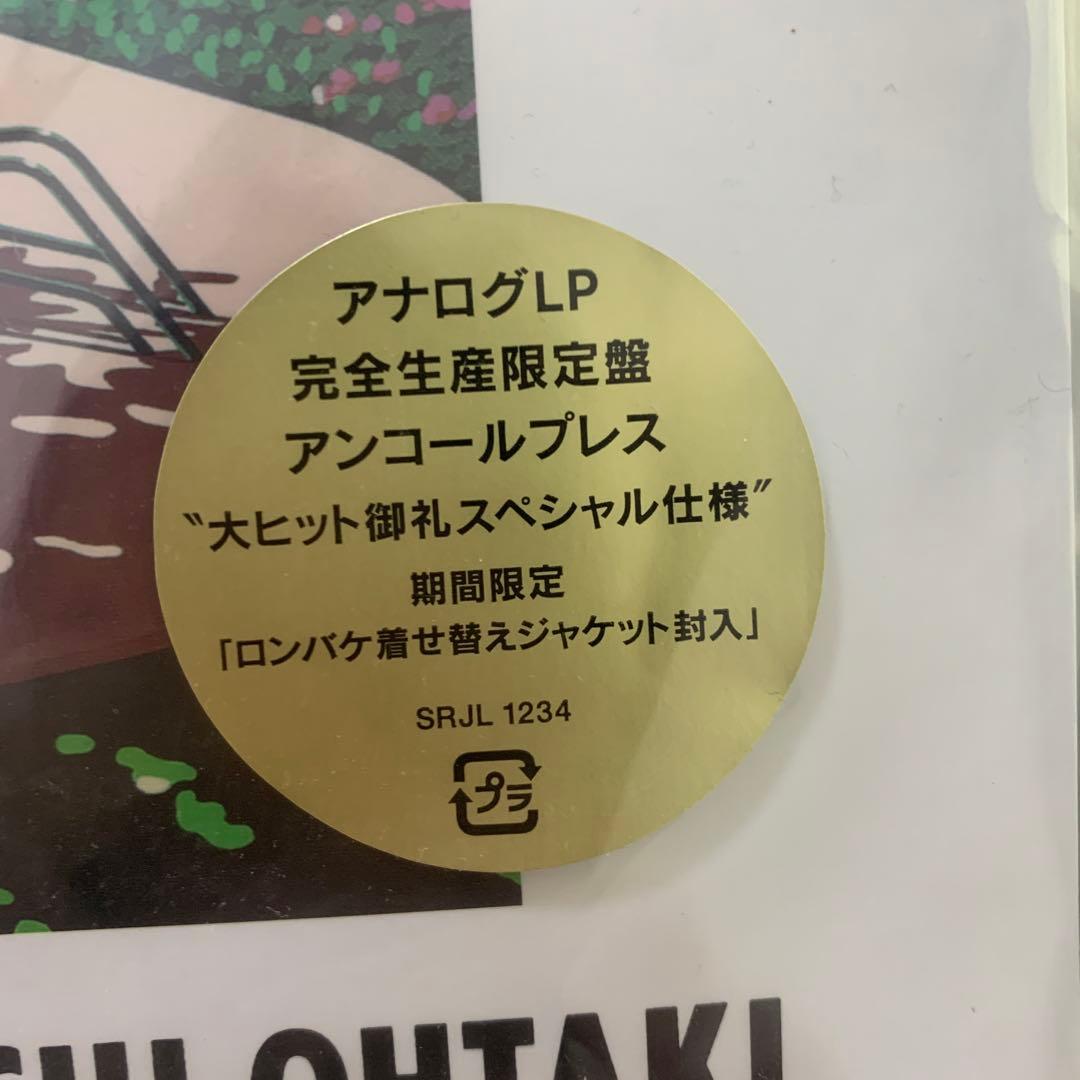 アナログLP
完全生産限定盤
アンコールプレス
〝大ヒット御礼スペシャル仕様〞
期間限定
「ロンバケ着せ替えジャケット封入」
SRJL 1234
プラ
OHTAKI